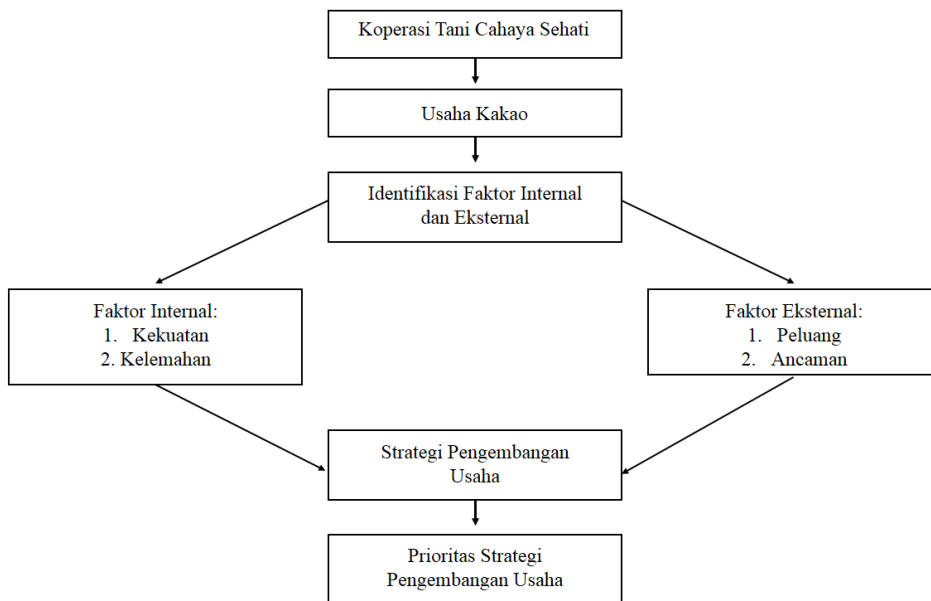 Koperasi Tani Cahaya Sehati
Usaha Kakao
Identifikasi Faktor Internal
dan Eksternal
Faktor Internal:
1. Kekuatan
2. Kelemahan
Faktor Eksternal:
1. Peluang
2. Ancaman
Strategi Pengembangan
Usaha
Prioritas Strategi
Pengembangan Usaha